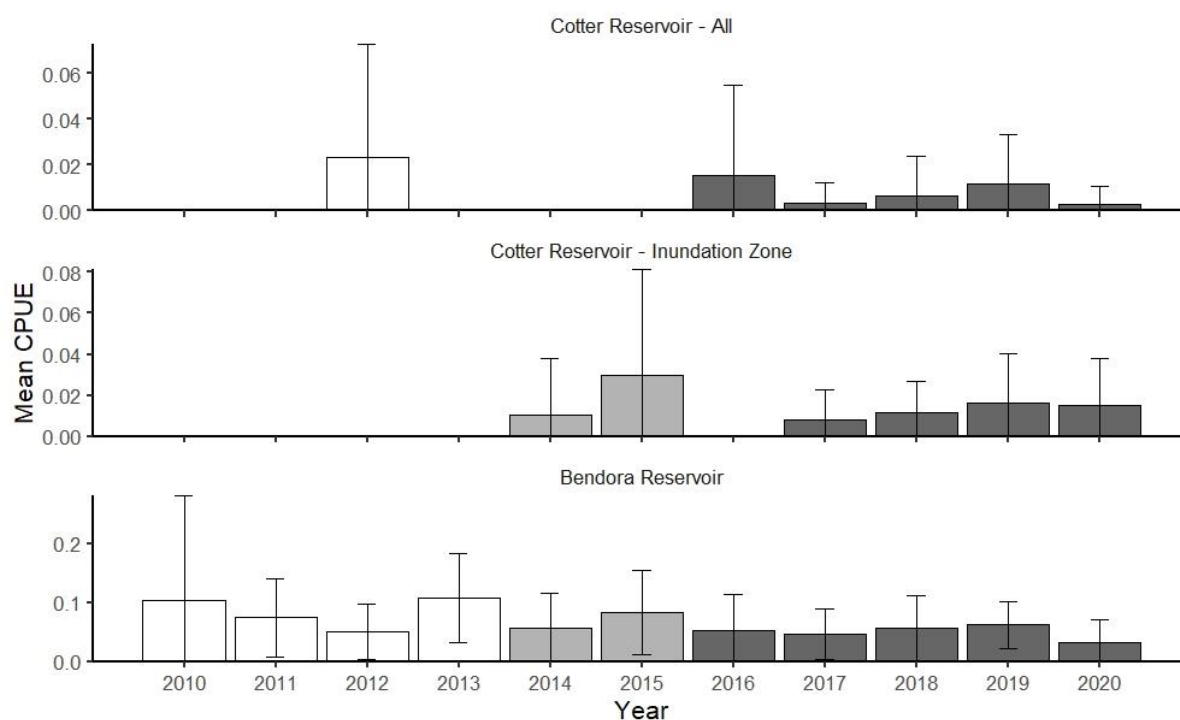 Cotter Reservoir - All
0.06
0.04
0.02
0.00
Cotter Reservoir - Inundation Zone
0.08
0.06
0.04
0.02
0.00
Mean CPUE
Bendora Reservoir
0.2
0.1
0.0
2010 2011 2012 2013 2014 2015 2016 2017 2018 2019 2020
Year